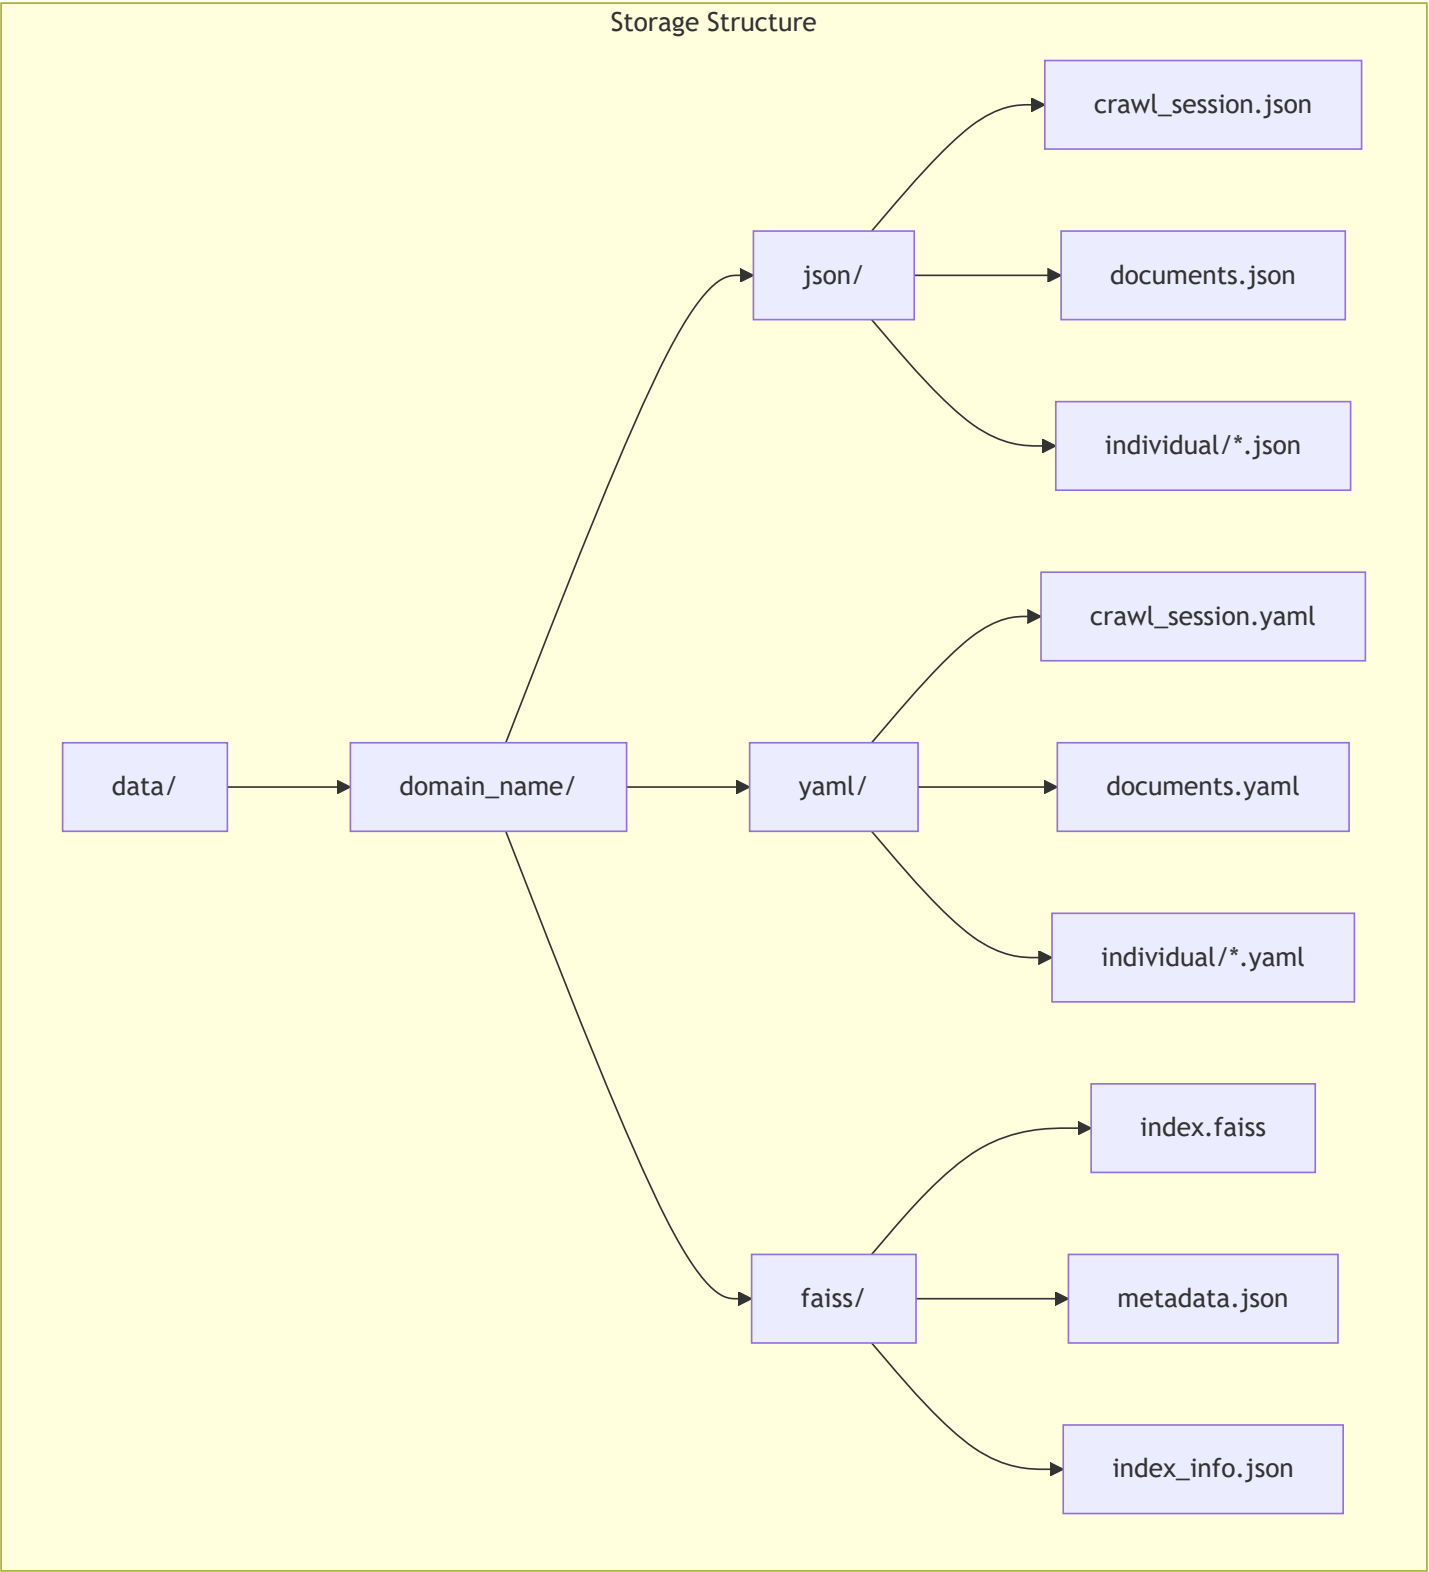 Storage Structure
crawl_session.json
json/
documents.json
individual/*.json
crawl_session.yaml
data/
domain_name/
yaml/
documents.yaml
individual/*.yaml
index.faiss
faiss/
metadata.json
index_info.json